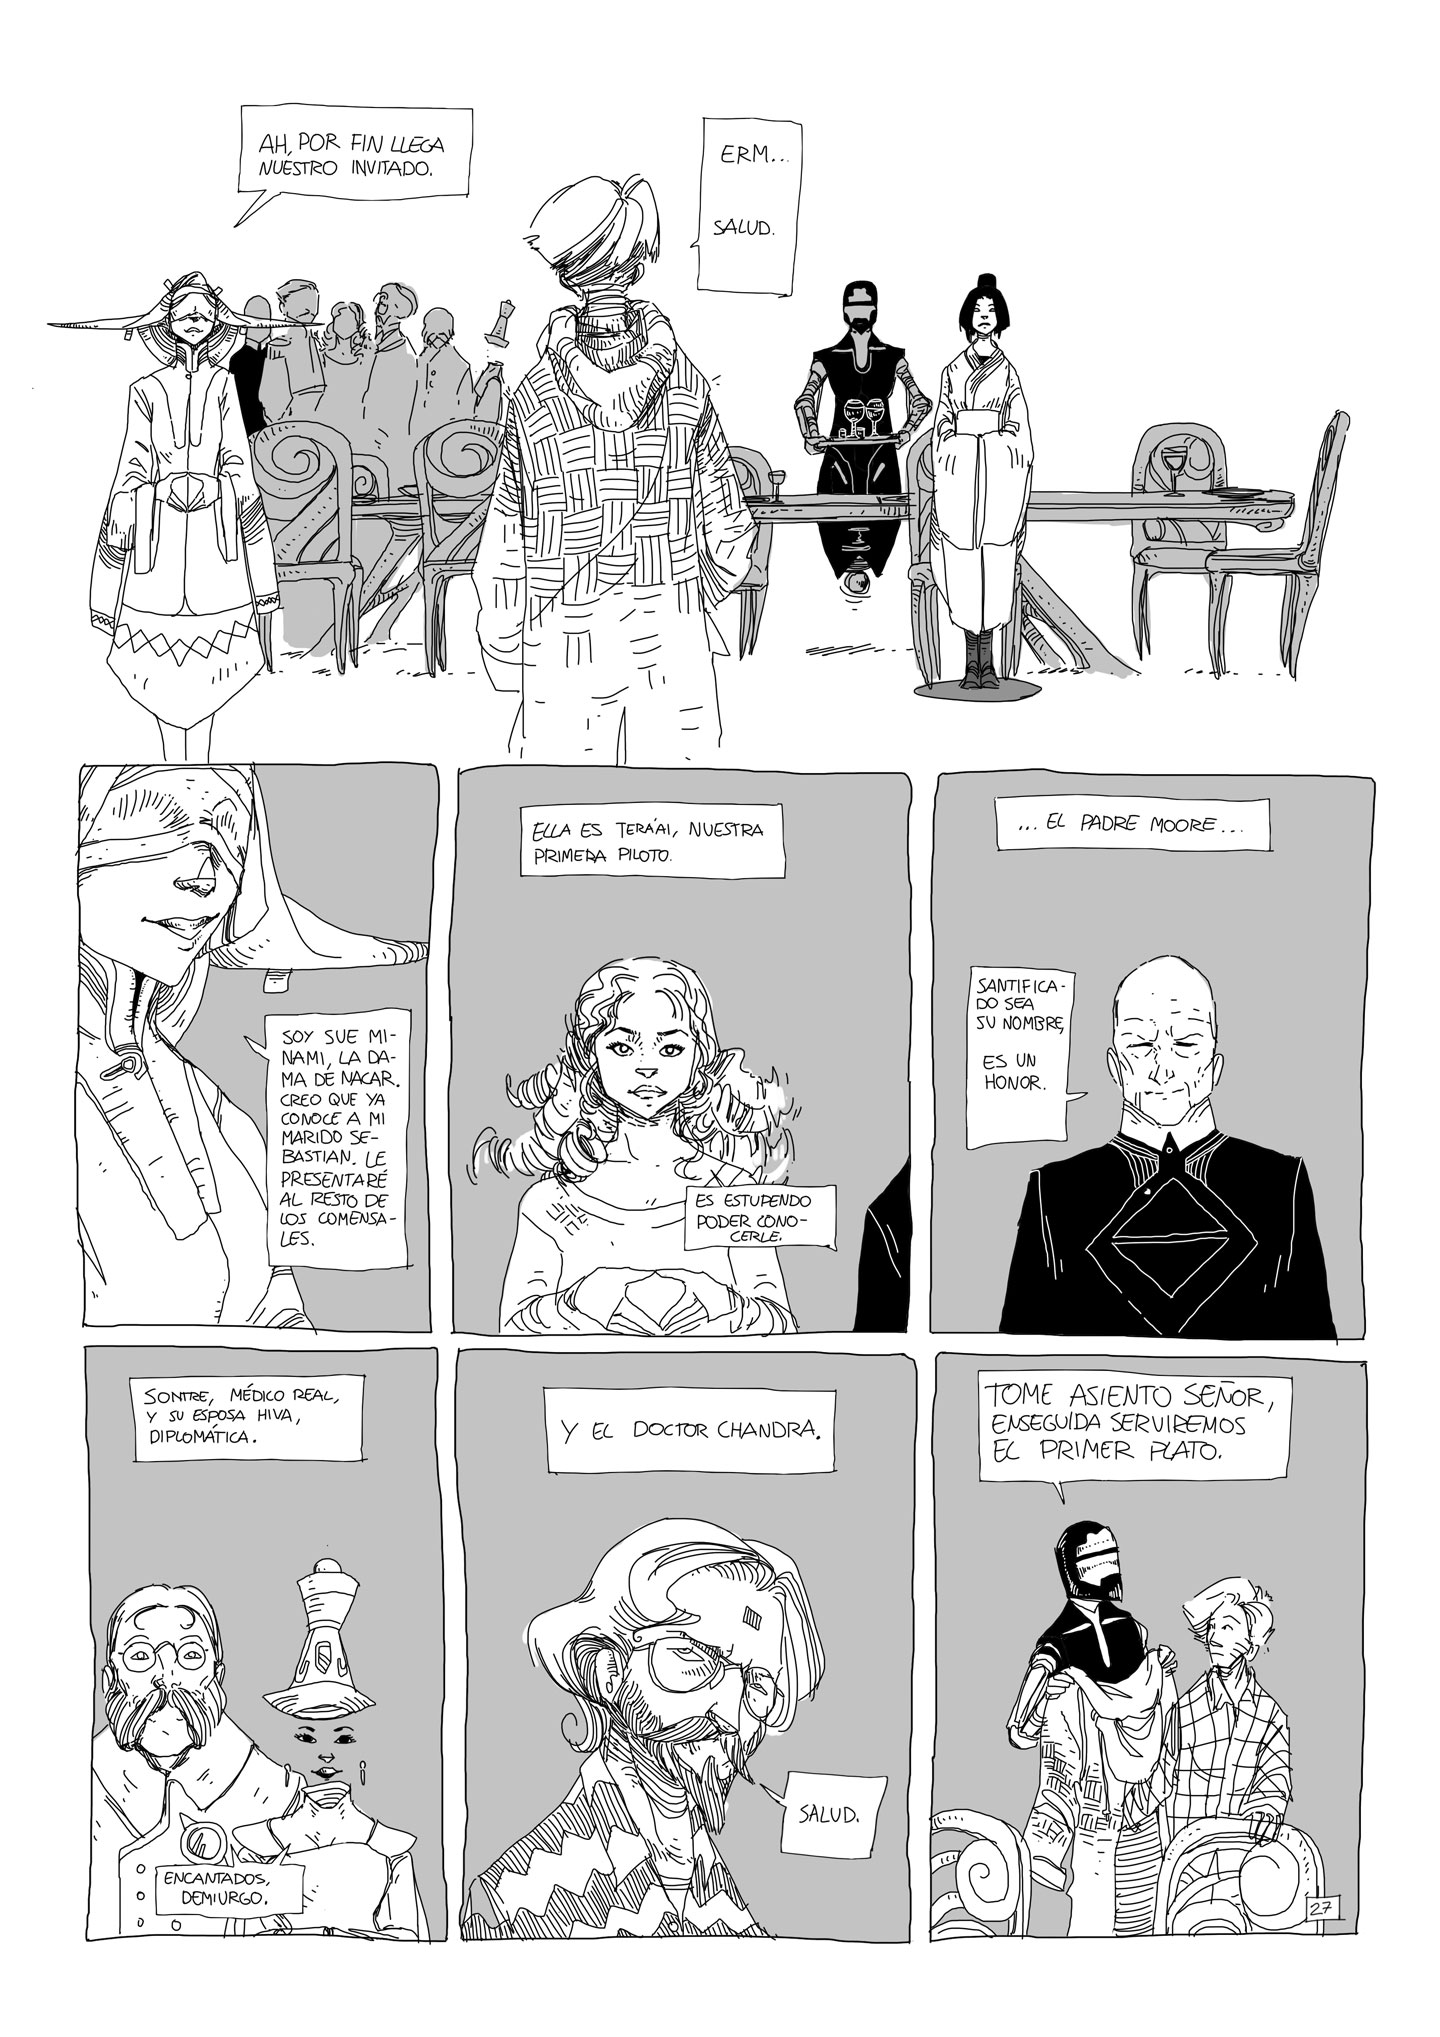 AH, POR FIN LLEGA
NUESTRO INVITADO.
ERM...
SALUD.
SOY SUE MI-
NAMI, LA DA-
MA DE NACAR.
CREO QUE YA
CONOCE A MI
MARIDO SE-
BASTIAN. LE
PRESENTARÉ
AL RESTO DE
LOS COMENSA-
LES.
ELLA ES TERA'AI, NUESTRA
PRIMERA PILOTO.
ES ESTUPENDO
PODER CONO-
CERLE.
... EL PADRE MOORE...
SANTIFICA-
DO SEA
SU NOMBRE,
ES UN
HONOR.
SONTRE, MÉDICO REAL,
Y SU ESPOSA HIVA,
DIPLOMÁTICA.
ENCANTADOS,
DEMIURGO.
Y EL DOCTOR CHANDRA.
SALUD.
TOME ASIENTO SEÑOR,
ENSEGUIDA SERVIREMOS
EL PRIMER PLATO.
27